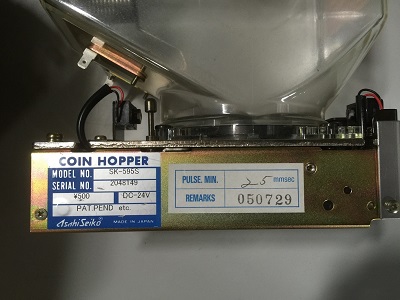 COIN HOPPER
MODEL NO. SK-595S
SERIAL NO. 2048149
¥500 DC-24V
PAT.PEND etc.
Asahi Seiko MADE IN JAPAN
PULSE. MIN. 25 mmsec
REMARKS 050729